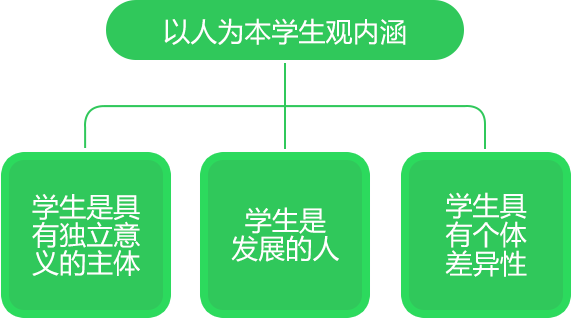 以人为本学生观内涵
学生是具
有独立意
义的主体
学生是
发展的人
学生具
有个体
差异性